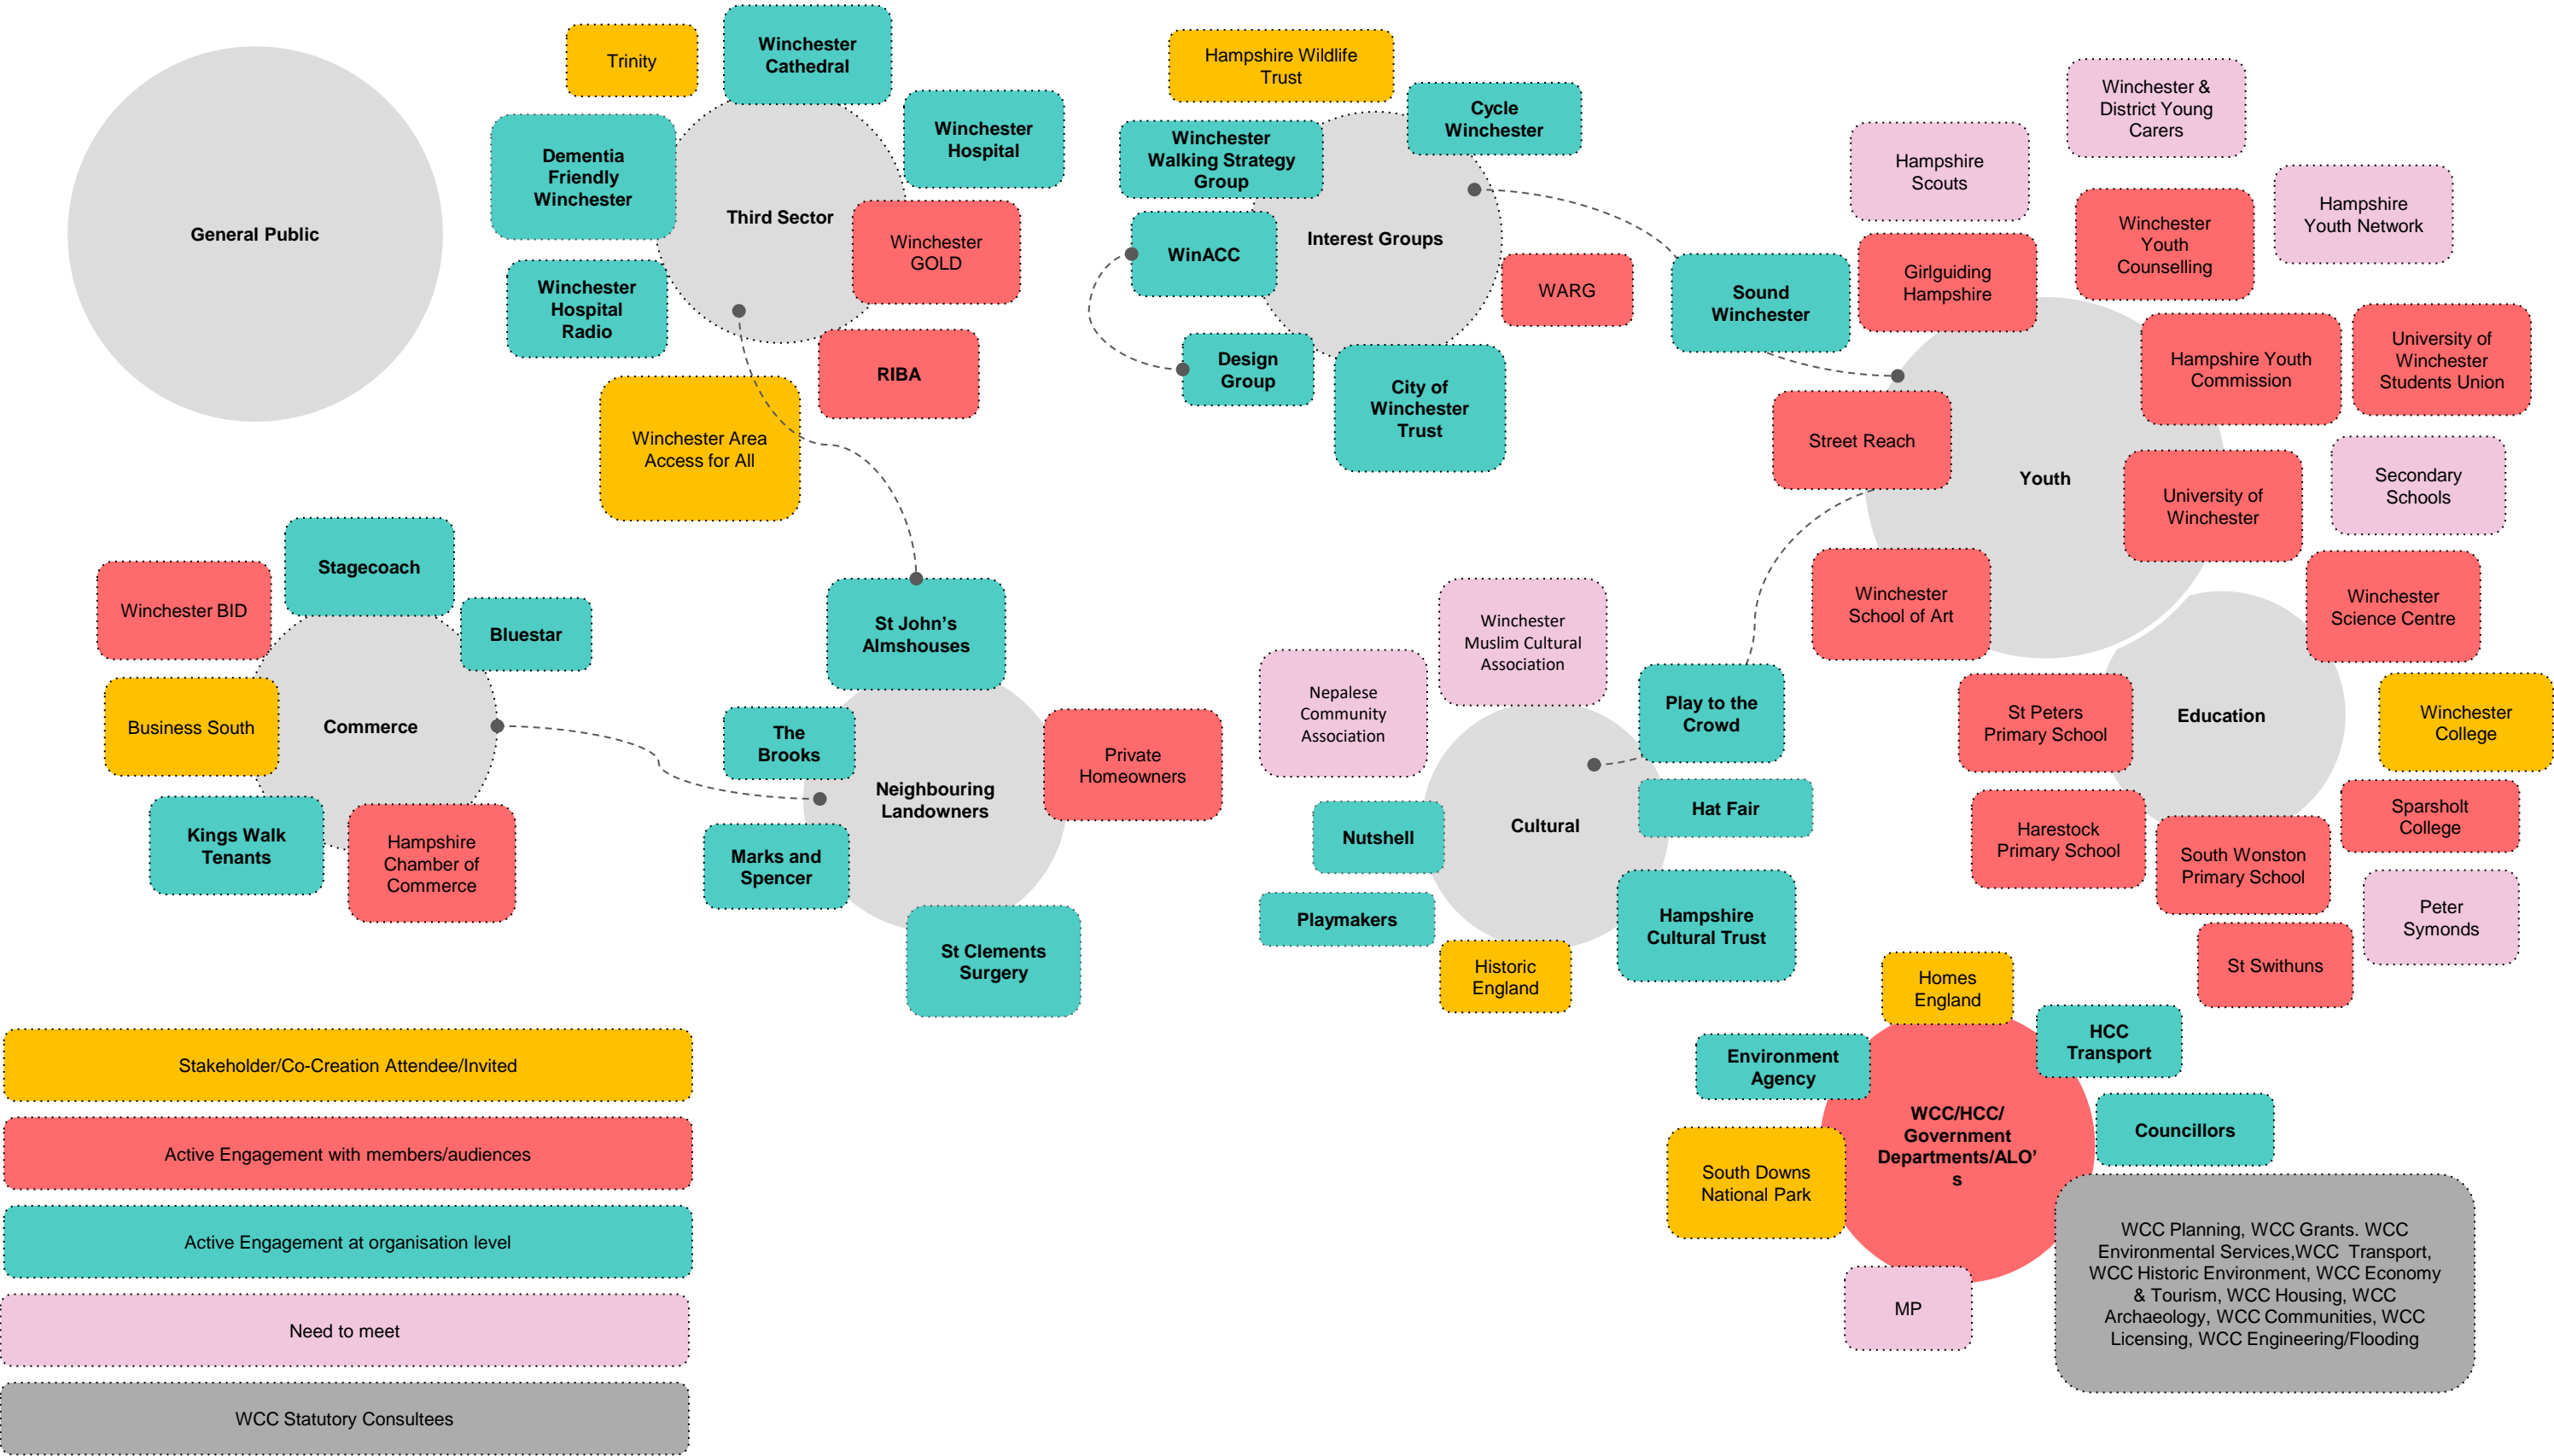 General Public
Trinity
Winchester
Cathedral
Dementia
Friendly
Winchester
Winchester
Hospital
Third Sector
Winchester
GOLD
Winchester
Hospital
Radio
RIBA
Winchester Area
Access for All
Hampshire Wildlife
Trust
Cycle
Winchester
Winchester
Walking Strategy
Group
WinACC
Interest Groups
WARG
Design
Group
City of
Winchester
Trust
Sound
Winchester
Winchester &
District Young
Carers
Hampshire
Scouts
Hampshire
Youth Network
Winchester
Youth
Counselling
Girlguiding
Hampshire
Hampshire Youth
Commission
University of
Winchester
Students Union
Street Reach
Youth
Secondary
Schools
University of
Winchester
Winchester
School of Art
Winchester
Science Centre
Stagecoach
Winchester BID
Bluestar
Business South
Commerce
Kings Walk
Tenants
Hampshire
Chamber of
Commerce
St John’s
Almshouses
The
Brooks
Private
Homeowners
Neighbouring
Landowners
Marks and
Spencer
St Clements
Surgery
Winchester
Muslim Cultural
Association
Nepalese
Community
Association
Play to the
Crowd
Hat Fair
Nutshell
Cultural
Playmakers
Hampshire
Cultural Trust
Historic
England
St Peters
Primary School
Education
Winchester
College
Harestock
Primary School
South Wonston
Primary School
Sparsholt
College
Peter
Symonds
St Swithuns
Homes
England
HCC
Transport
Environment
Agency
WCC/HCC/
Government
Departments/ALO’
s
Councillors
South Downs
National Park
MP
WCC Planning, WCC Grants. WCC
Environmental Services,WCC  Transport,
WCC Historic Environment, WCC Economy
& Tourism, WCC Housing, WCC
Archaeology, WCC Communities, WCC
Licensing, WCC Engineering/Flooding
Stakeholder/Co-Creation Attendee/Invited
Active Engagement with members/audiences
Active Engagement at organisation level
Need to meet
WCC Statutory Consultees